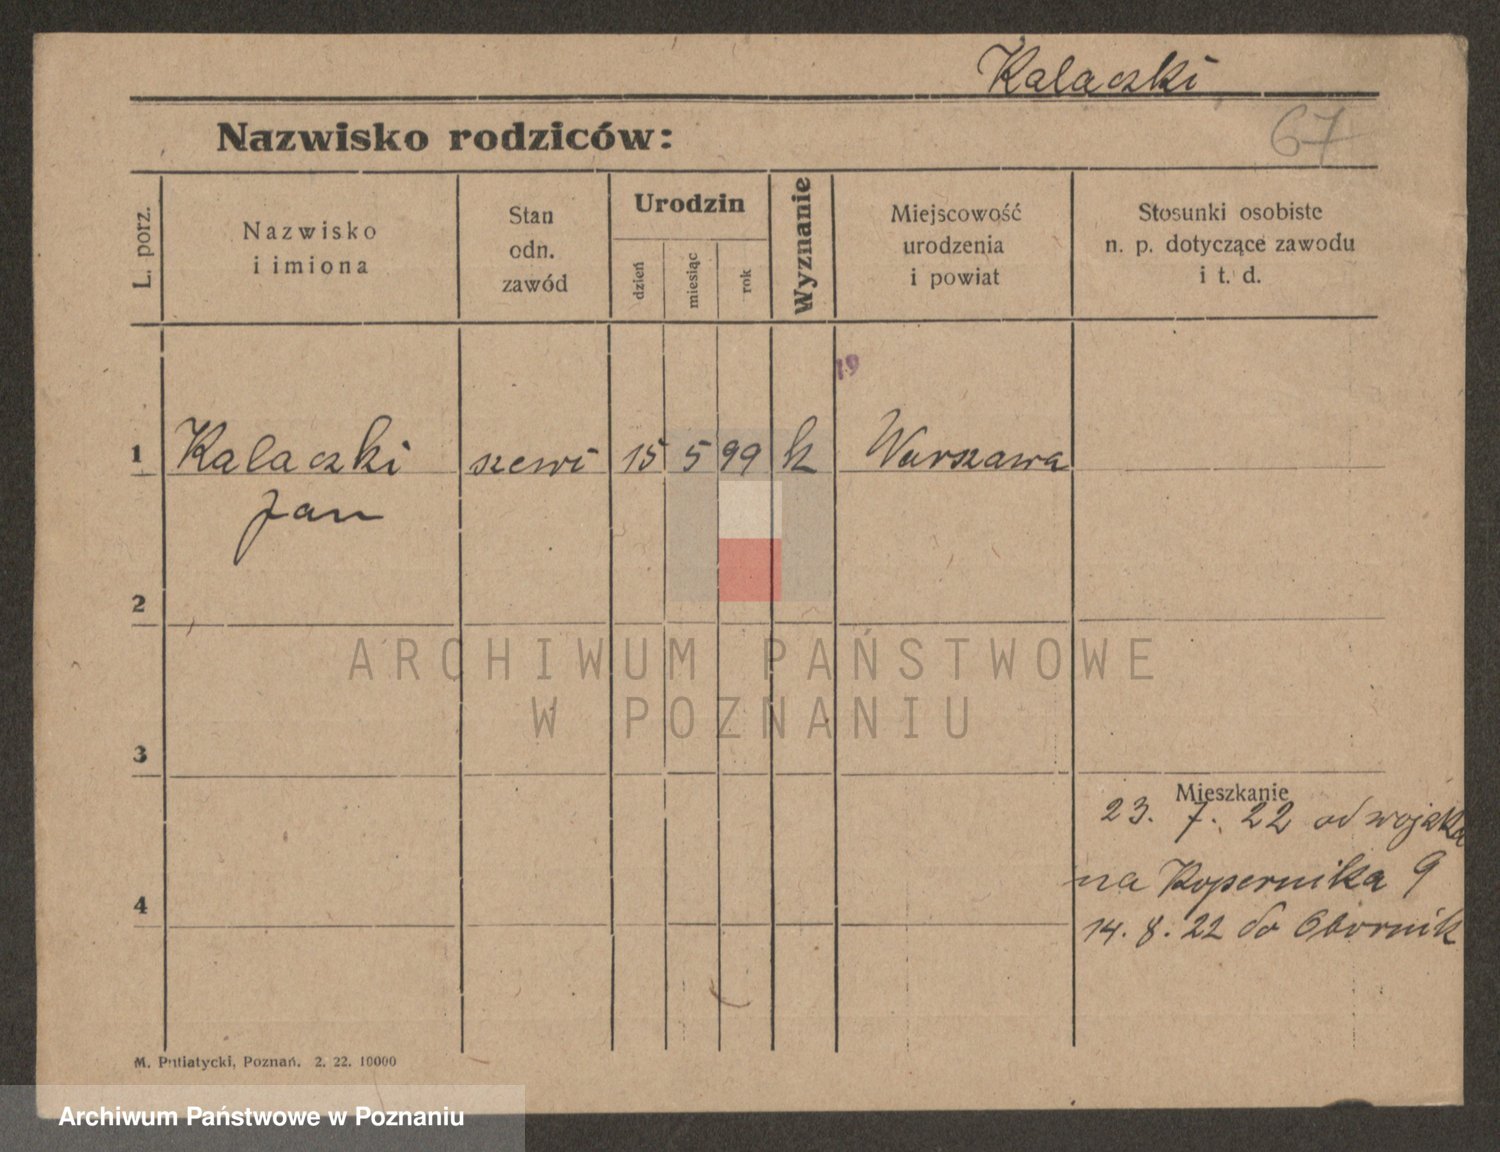 Kalaczki
67
Nazwisko rodziców:
L. porz.
Nazwisko
i imiona
Stan
odn.
zawód
Urodzin
dzień
miesiąc
rok
Wyznanie
Miejscowość
urodzenia
i powiat
Stosunki osobiste
n. p. dotyczące zawodu
i t. d.
19
1 Kalaczki szewc 15 5 99 k Warszawa
Jan
2
ARCHIWUM PAŃSTWOWE
W POZNANIU
3
Mieszkanie
23. 7. 22 od wojska
na Kopernika 9
4
14. 8. 22 do Obornik
M. Putiatycki, Poznań. 2. 22. 10000
Archiwum Państwowe w Poznaniu